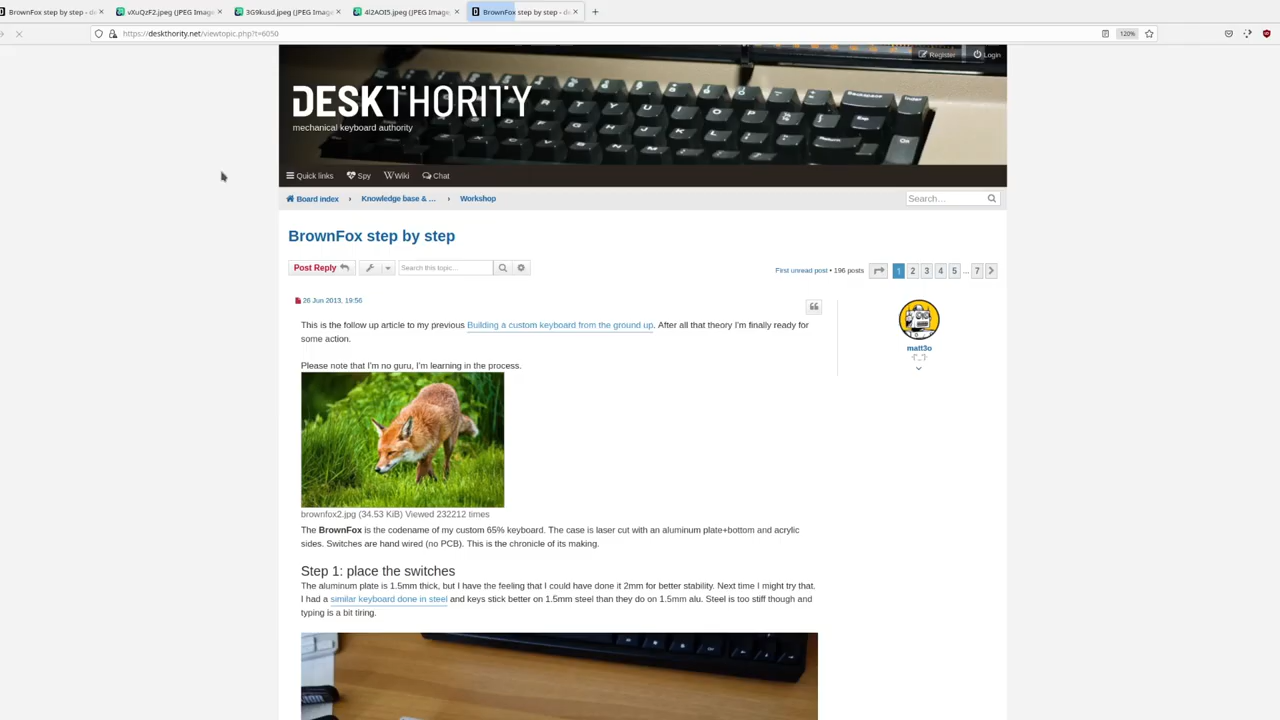 BrownFox step by step - de
vXuQzF2.jpeg (JPEG Image
3G9kusd.jpeg (JPEG Image
4l2AOI5.jpeg (JPEG Image
BrownFox step by step - de
https://deskthority.net/viewtopic.php?t=6050
120%
Register
Login
DESKTHORITY
mechanical keyboard authority
Quick links
Spy
Wiki
Chat
Board index › Knowledge base & ... › Workshop
Search…
BrownFox step by step
Post Reply
Search this topic…
First unread post • 196 posts
1 2 3 4 5 ... 7
26 Jun 2013, 19:56
This is the follow up article to my previous Building a custom keyboard from the ground up. After all that theory I'm finally ready for
some action.
matt3o
Please note that I'm no guru, I'm learning in the process.
brownfox2.jpg (34.53 KiB) Viewed 232212 times
The BrownFox is the codename of my custom 65% keyboard. The case is laser cut with an aluminum plate+bottom and acrylic
sides. Switches are hand wired (no PCB). This is the chronicle of its making.
Step 1: place the switches
The aluminum plate is 1.5mm thick, but I have the feeling that I could have done it 2mm for better stability. Next time I might try that.
I had a similar keyboard done in steel and keys stick better on 1.5mm steel than they do on 1.5mm alu. Steel is too stiff though and
typing is a bit tiring.